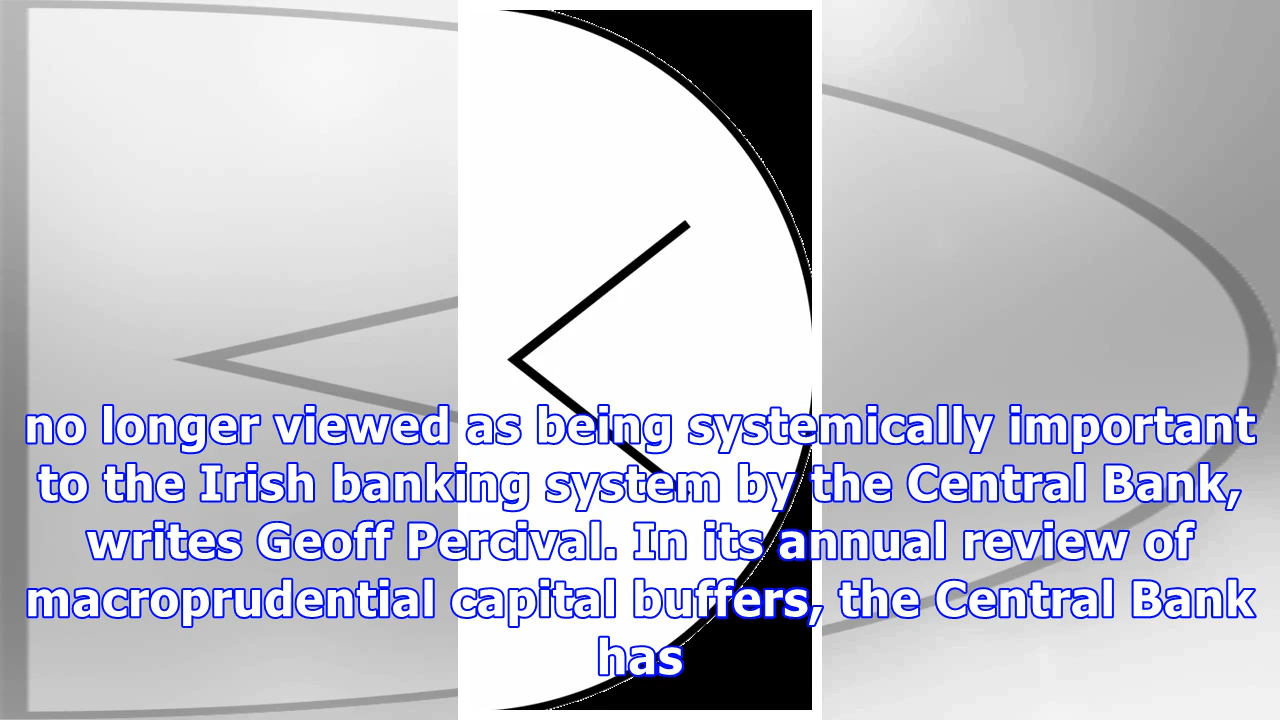 no longer viewed as being systemically important
to the Irish banking system by the Central Bank,
writes Geoff Percival. In its annual review of
macroprudential capital buffers, the Central Bank
has